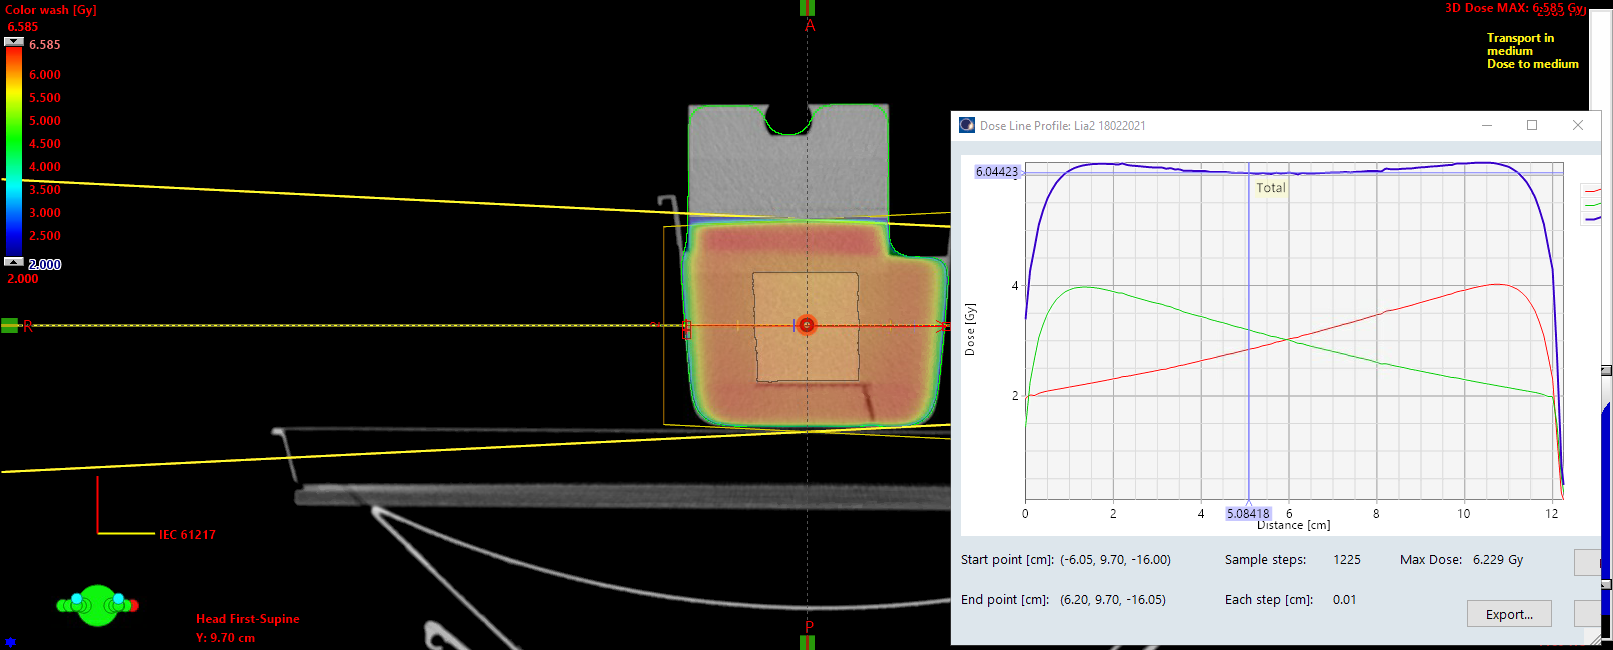 Color wash [Gy]
6.585
6.585
6.000
5.500
5.000
4.500
4.000
3.500
3.000
2.500
2.000
2.000
A
R
P
3D Dose MAX: 6.585 Gy
Transport in
medium
Dose to medium
IEC 61217
Head First-Supine
Y: 9.70 cm
Dose Line Profile: Lia2 18022021
6.04423
Total
4
2
Dose [Gy]
0 2 4 5.08418 6 8 10 12
Distance [cm]
Start point [cm]: (-6.05, 9.70, -16.00) Sample steps: 1225 Max Dose: 6.229 Gy
End point [cm]: (6.20, 9.70, -16.05) Each step [cm]: 0.01
Export...